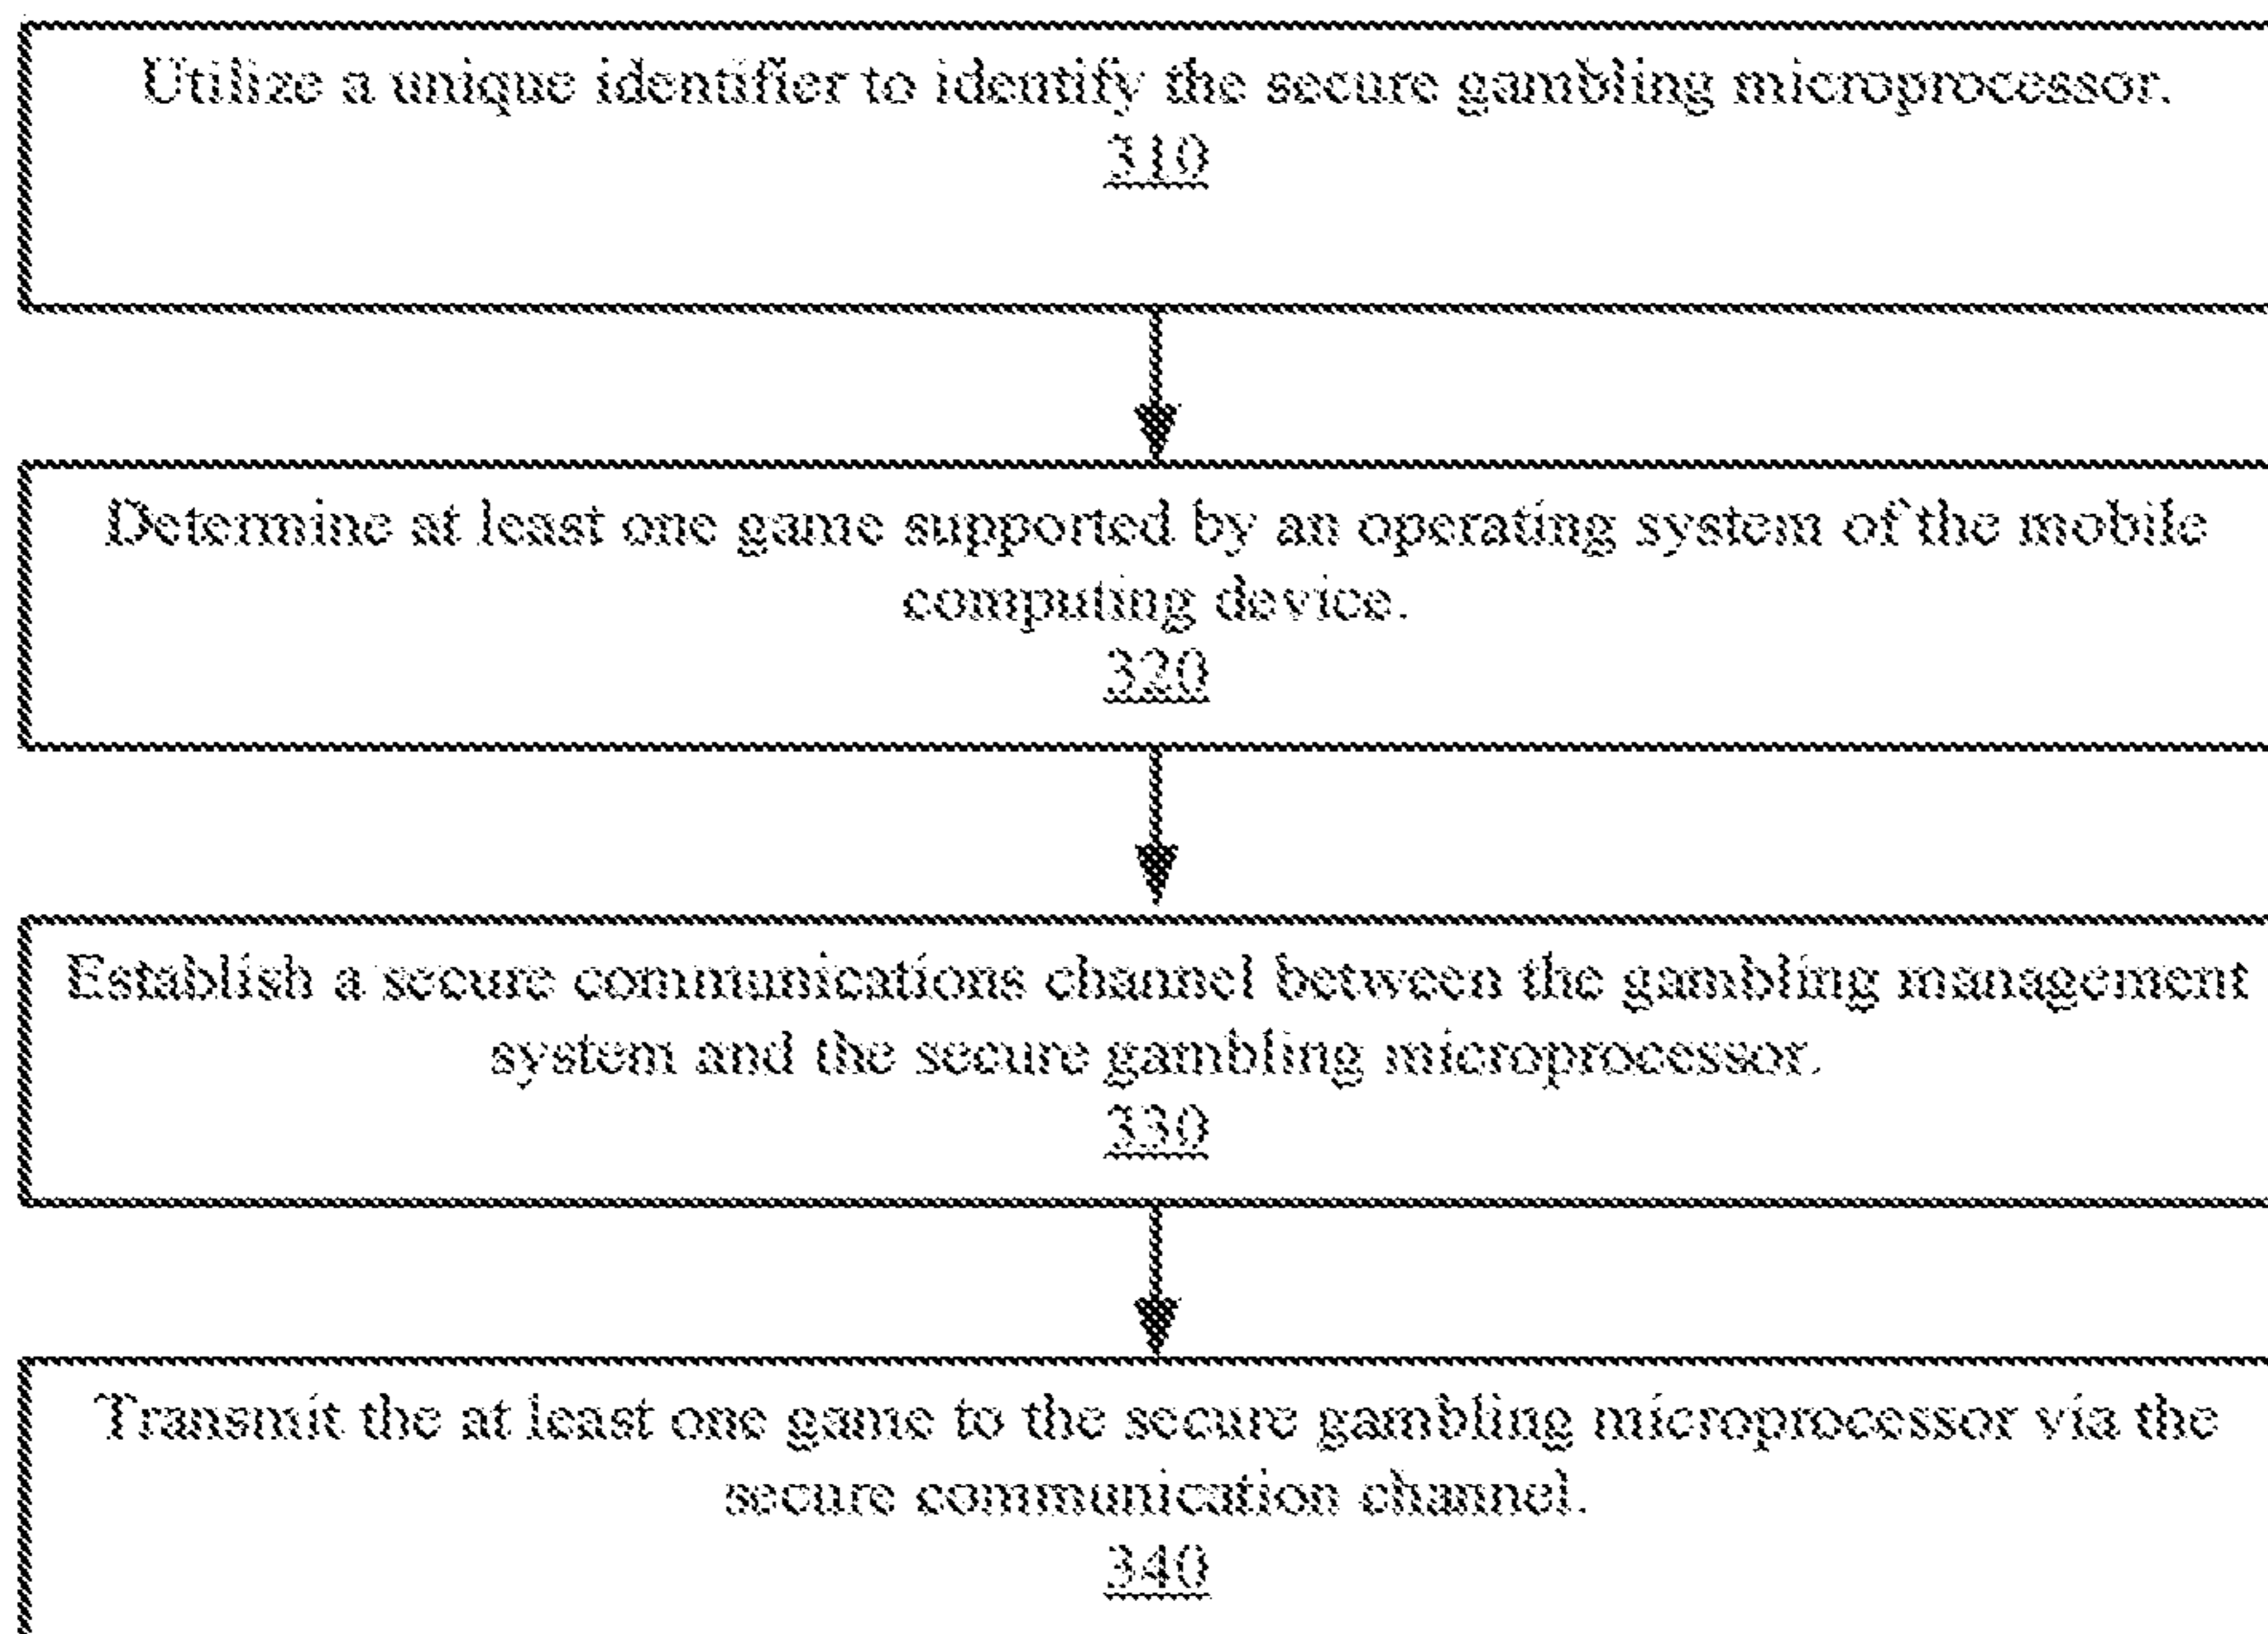 Utilize a unique identifier to identify the secure gambling microprocessor.
310
Determine at least one game supported by an operating system of the mobile
computing device.
320
Establish a secure communications channel between the gambling management
system and the secure gambling microprocessor.
330
Transmit the at least one game to the secure gambling microprocessor via the
secure communication channel.
340